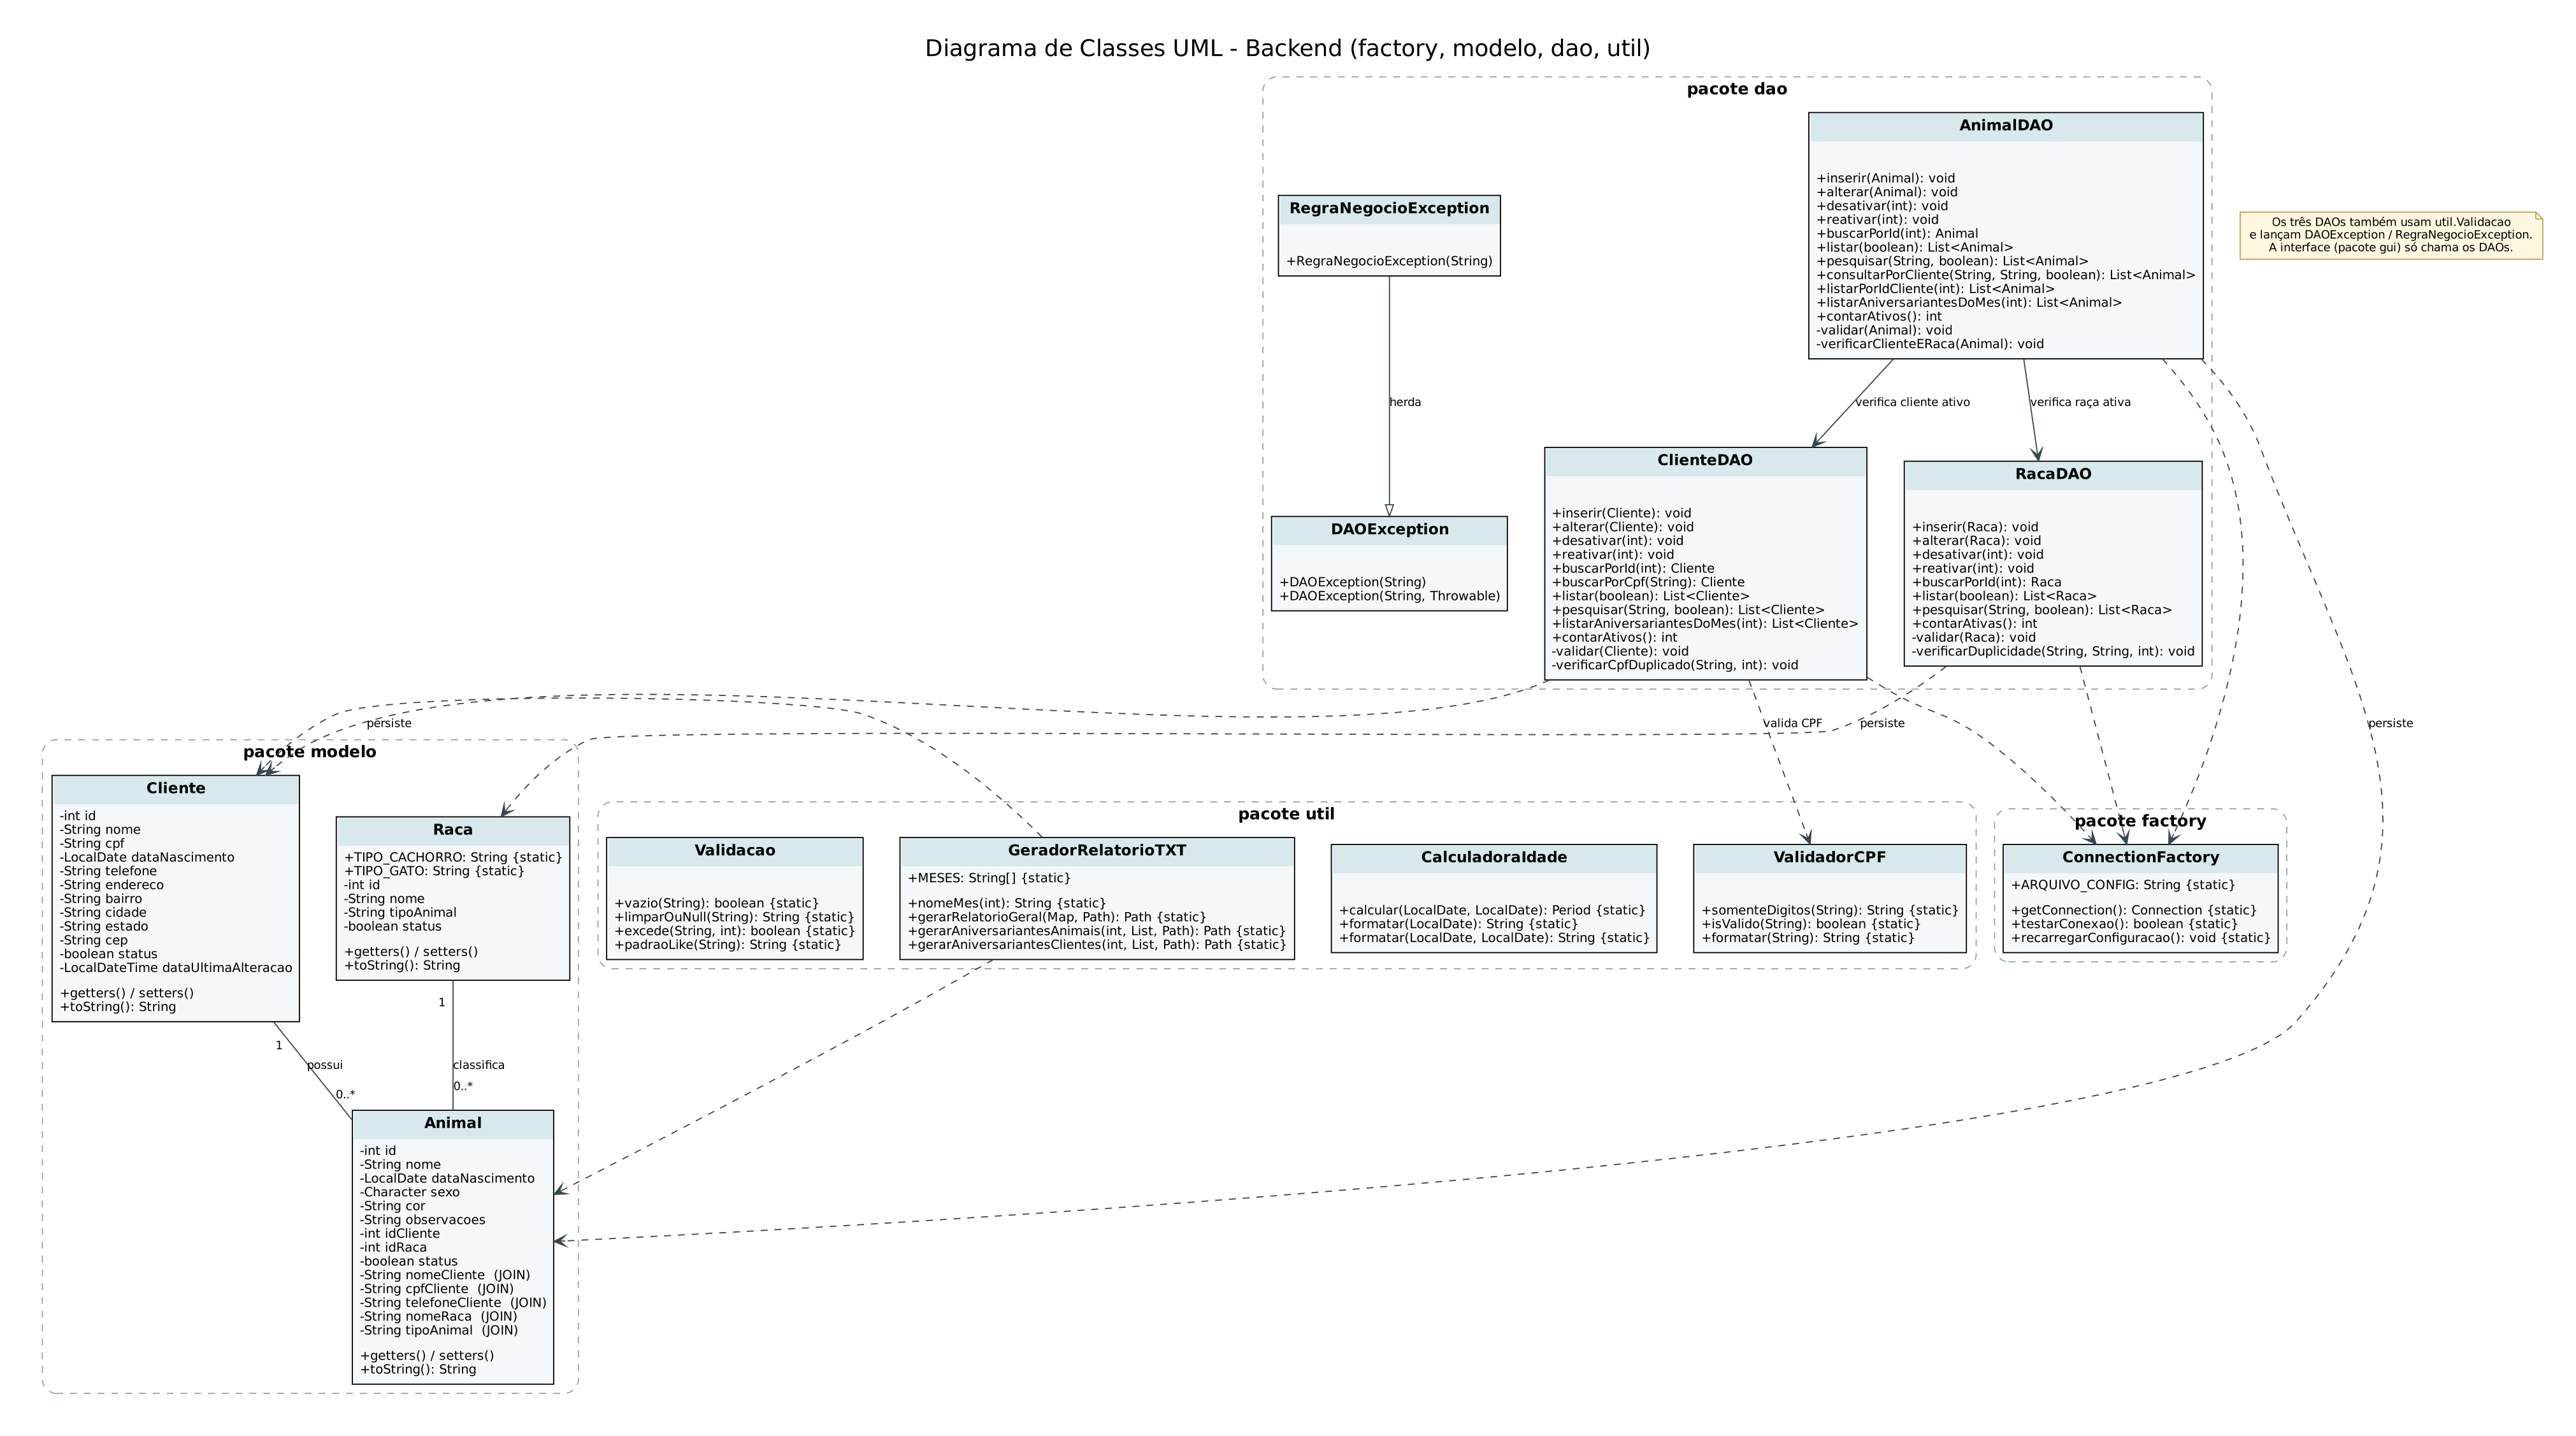 Diagrama de Classes UML - Backend (factory, modelo, dao, util)
pacote dao
AnimalDAO
+inserir(Animal): void
+alterar(Animal): void
+desativar(int): void
+reativar(int): void
+buscarPorId(int): Animal
+listar(boolean): List<Animal>
+pesquisar(String, boolean): List<Animal>
+consultarPorCliente(String, String, boolean): List<Animal>
+listarPorIdCliente(int): List<Animal>
+listarAniversariantesDoMes(int): List<Animal>
+contarAtivos(): int
-validar(Animal): void
-verificarClienteERaca(Animal): void
RegraNegocioException
+RegraNegocioException(String)
Os três DAOs também usam util.Validacao
e lançam DAOException / RegraNegocioException.
A interface (pacote gui) só chama os DAOs.
herda
verifica cliente ativo
verifica raça ativa
DAOException
+DAOException(String)
+DAOException(String, Throwable)
ClienteDAO
+inserir(Cliente): void
+alterar(Cliente): void
+desativar(int): void
+reativar(int): void
+buscarPorId(int): Cliente
+buscarPorCpf(String): Cliente
+listar(boolean): List<Cliente>
+pesquisar(String, boolean): List<Cliente>
+listarAniversariantesDoMes(int): List<Cliente>
+contarAtivos(): int
-validar(Cliente): void
-verificarCpfDuplicado(String, int): void
RacaDAO
+inserir(Raca): void
+alterar(Raca): void
+desativar(int): void
+reativar(int): void
+buscarPorId(int): Raca
+listar(boolean): List<Raca>
+pesquisar(String, boolean): List<Raca>
+contarAtivas(): int
-validar(Raca): void
-verificarDuplicidade(String, String, int): void
persiste
valida CPF
persiste
persiste
pacote modelo
Cliente
-int id
-String nome
-String cpf
-LocalDate dataNascimento
-String telefone
-String endereco
-String bairro
-String cidade
-String estado
-String cep
-boolean status
-LocalDateTime dataUltimaAlteracao
+getters() / setters()
+toString(): String
Raca
+TIPO_CACHORRO: String {static}
+TIPO_GATO: String {static}
-int id
-String nome
-String tipoAnimal
-boolean status
+getters() / setters()
+toString(): String
pacote util
Validacao
+vazio(String): boolean {static}
+limparOuNull(String): String {static}
+excede(String, int): boolean {static}
+padraoLike(String): String {static}
GeradorRelatorioTXT
+MESES: String[] {static}
+nomeMes(int): String {static}
+gerarRelatorioGeral(Map, Path): Path {static}
+gerarAniversariantesAnimais(int, List, Path): Path {static}
+gerarAniversariantesClientes(int, List, Path): Path {static}
CalculadoraIdade
+calcular(LocalDate, LocalDate): Period {static}
+formatar(LocalDate): String {static}
+formatar(LocalDate, LocalDate): String {static}
ValidadorCPF
+somenteDigitos(String): String {static}
+isValido(String): boolean {static}
+formatar(String): String {static}
pacote factory
ConnectionFactory
+ARQUIVO_CONFIG: String {static}
+getConnection(): Connection {static}
+testarConexao(): boolean {static}
+recarregarConfiguracao(): void {static}
1
possui
0..*
1
classifica
0..*
Animal
-int id
-String nome
-LocalDate dataNascimento
-Character sexo
-String cor
-String observacoes
-int idCliente
-int idRaca
-boolean status
-String nomeCliente (JOIN)
-String cpfCliente (JOIN)
-String telefoneCliente (JOIN)
-String nomeRaca (JOIN)
-String tipoAnimal (JOIN)
+getters() / setters()
+toString(): String